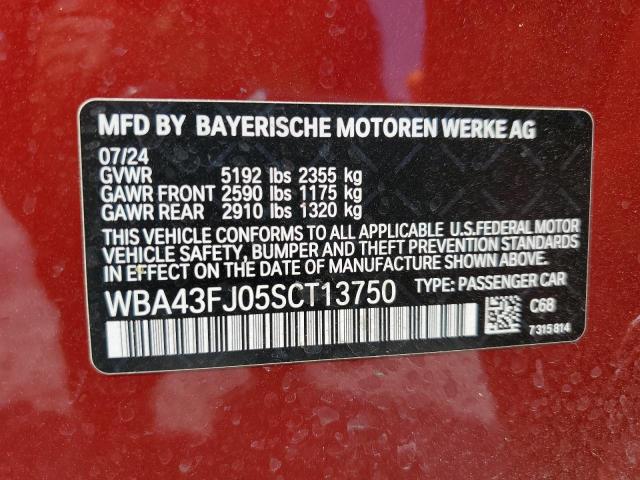 MFD BY BAYERISCHE MOTOREN WERKE AG
07/24
GVWR 5192 lbs 2355 kg
GAWR FRONT 2590 lbs 1175 kg
GAWR REAR 2910 lbs 1320 kg
THIS VEHICLE CONFORMS TO ALL APPLICABLE U.S.FEDERAL MOTOR
VEHICLE SAFETY, BUMPER AND THEFT PREVENTION STANDARDS
IN EFFECT ON THE DATE OF MANUFACTURE SHOWN ABOVE.
WBA43FJ05SCT13750 TYPE: PASSENGER CAR
C68
7315814